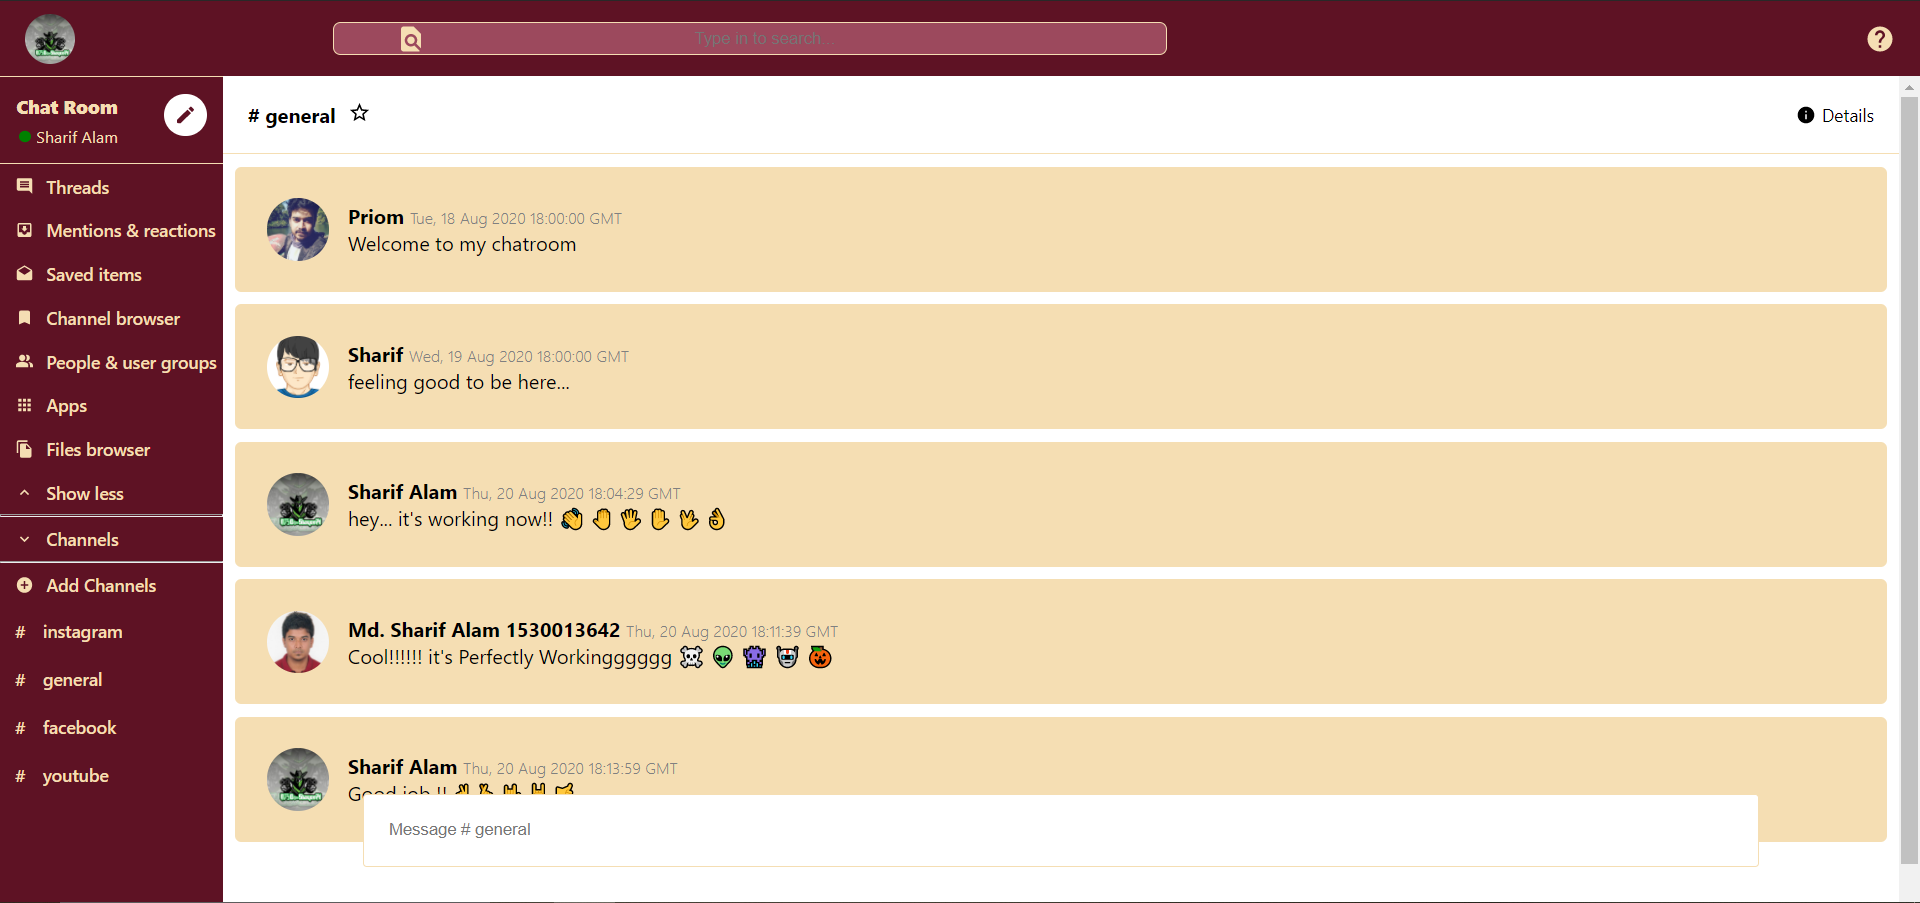 Type in to search...
Chat Room
Sharif Alam
Threads
Mentions & reactions
Saved items
Channel browser
People & user groups
Apps
Files browser
Show less
Channels
Add Channels
# instagram
# general
# facebook
# youtube
# general
Details
Priom Tue, 18 Aug 2020 18:00:00 GMT
Welcome to my chatroom
Sharif Wed, 19 Aug 2020 18:00:00 GMT
feeling good to be here...
Sharif Alam Thu, 20 Aug 2020 18:04:29 GMT
hey... it's working now!! 👏 🤚 🖐 ✋ 🖖 👌
Md. Sharif Alam 1530013642 Thu, 20 Aug 2020 18:11:39 GMT
Cool!!!!!! it's Perfectly Workingggggg ☠ 👽 👾 🤖 🎃
Sharif Alam Thu, 20 Aug 2020 18:13:59 GMT
Good job !!
Message # general